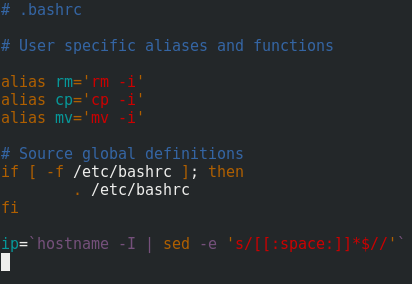 # .bashrc

# User specific aliases and functions

alias rm='rm -i'
alias cp='cp -i'
alias mv='mv -i'

# Source global definitions
if [ -f /etc/bashrc ]; then
        . /etc/bashrc
fi

ip=`hostname -I | sed -e 's/[[:space:]]*$//'`